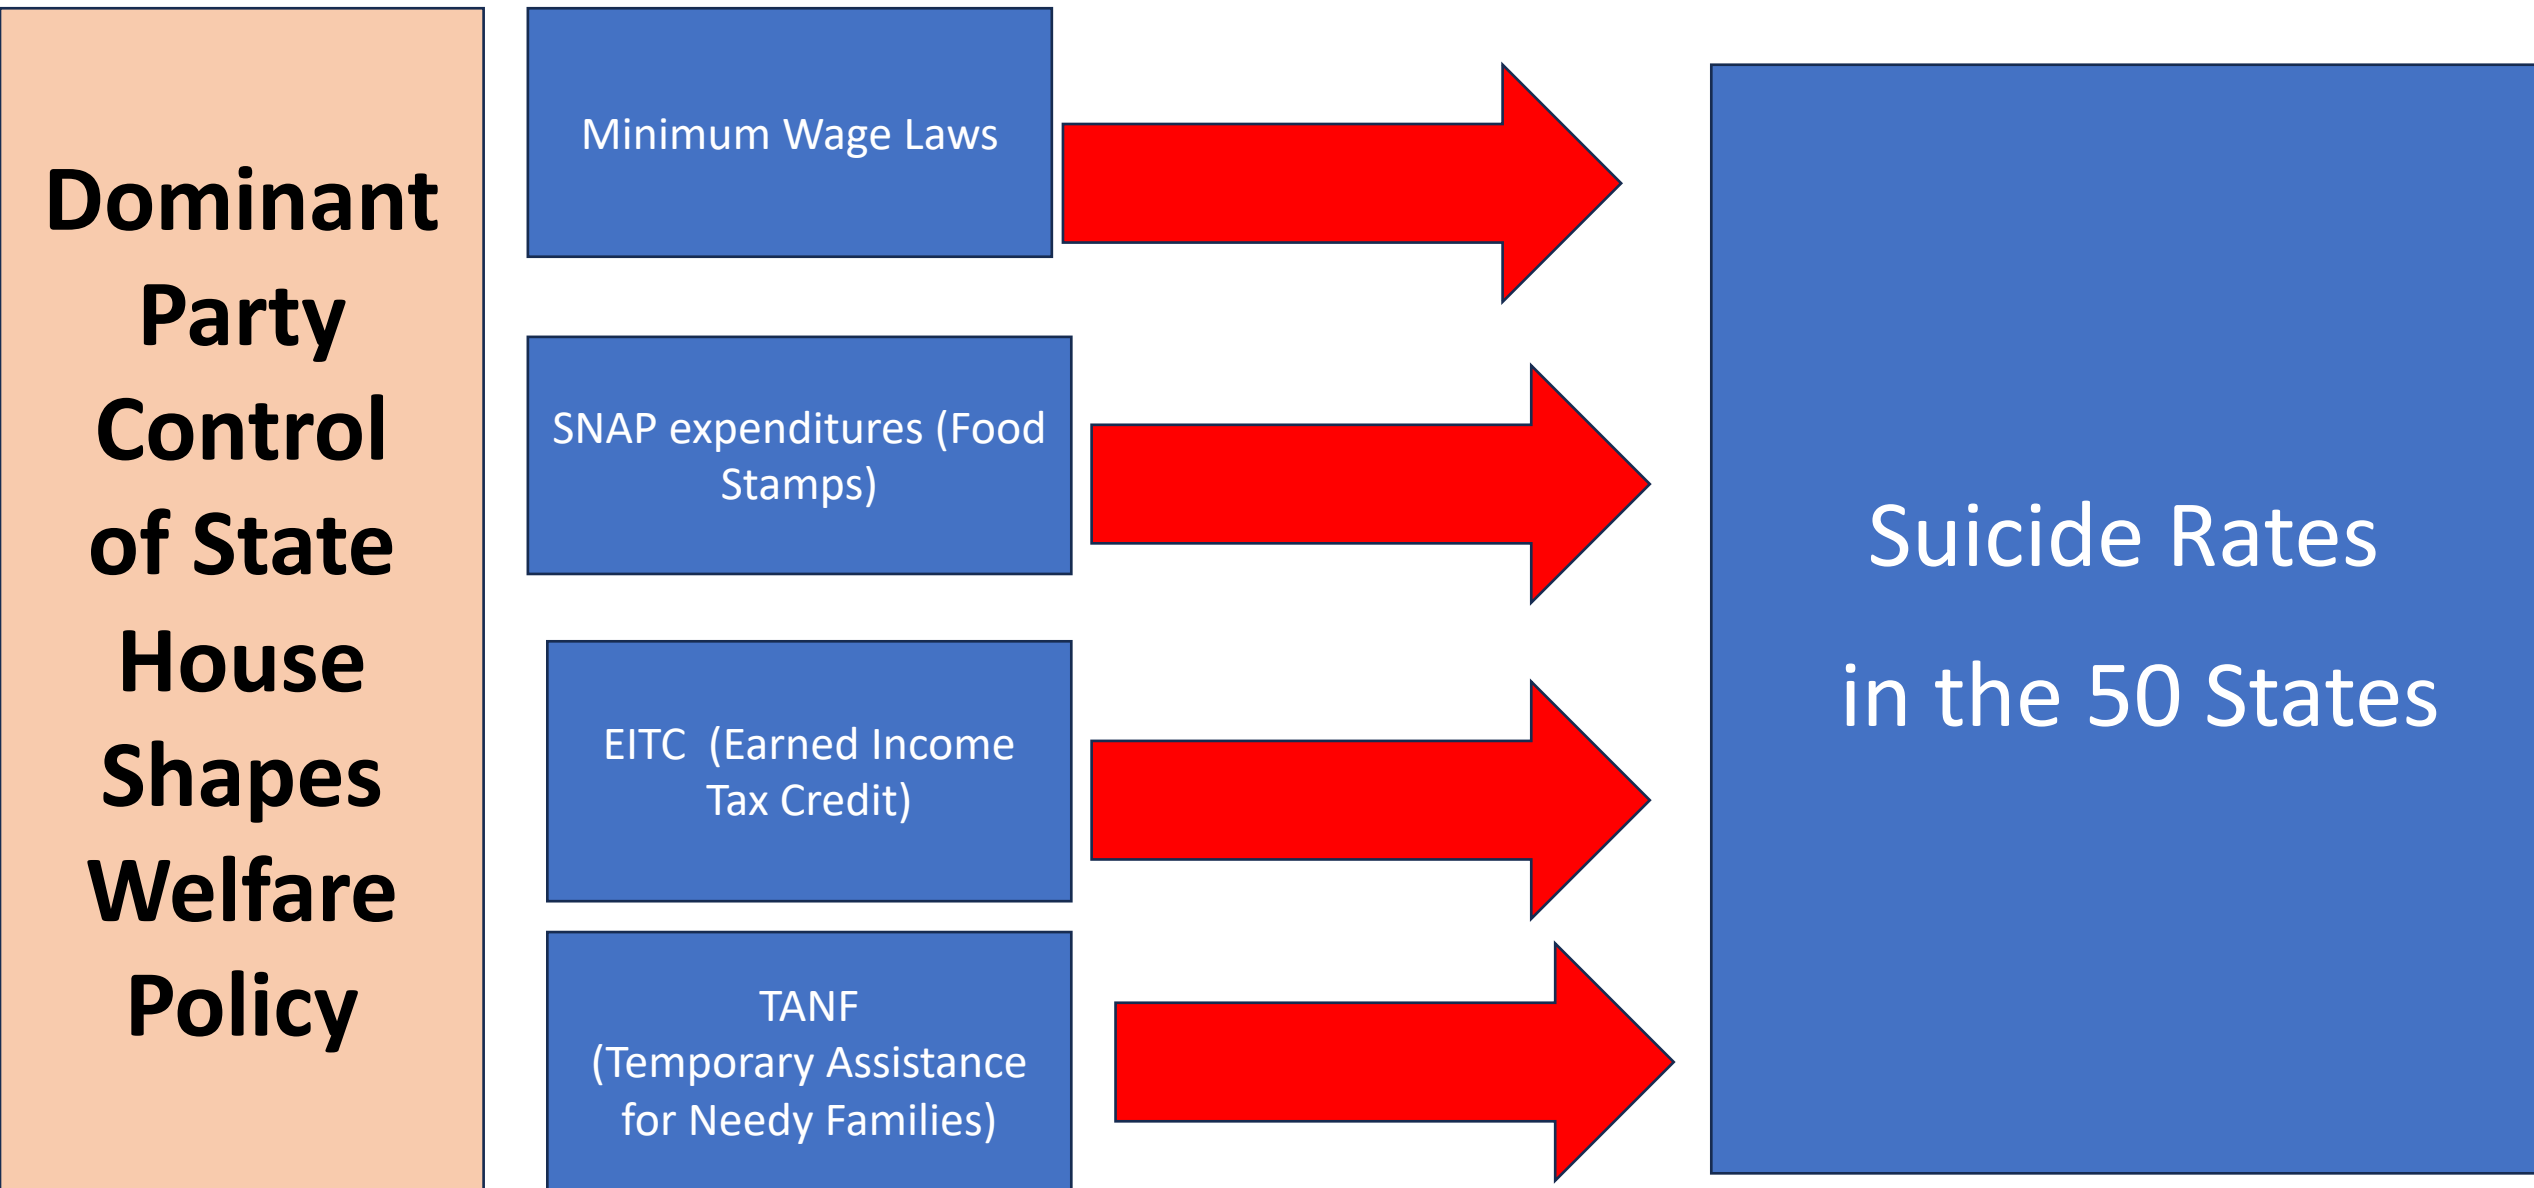 Dominant
Party
Control
of State
House
Shapes
Welfare
Policy
Minimum Wage Laws
SNAP expenditures (Food
Stamps)
EITC  (Earned Income
Tax Credit)
TANF
(Temporary Assistance
for Needy Families)
Suicide Rates
in the 50 States